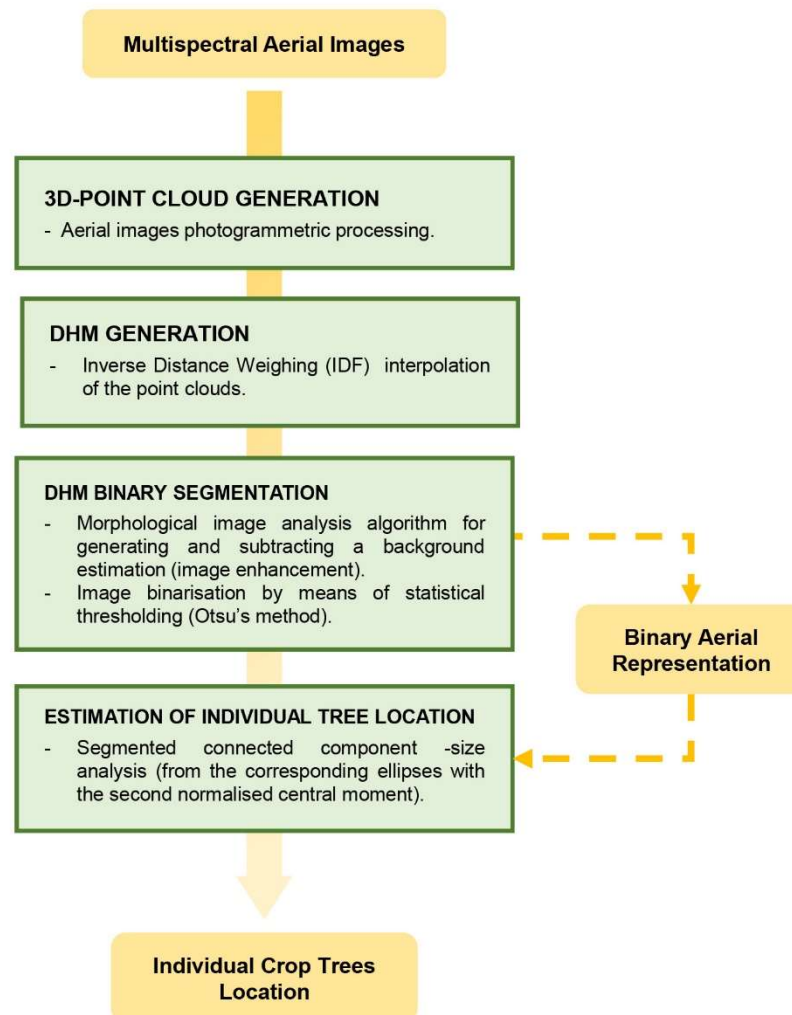 Multispectral Aerial Images
3D-POINT CLOUD GENERATION
- Aerial images photogrammetric processing.
DHM GENERATION
- Inverse Distance Weighing (IDF) interpolation
of the point clouds.
DHM BINARY SEGMENTATION
- Morphological image analysis algorithm for
generating and subtracting a background
estimation (image enhancement).
- Image binarisation by means of statistical
thresholding (Otsu's method).
Binary Aerial
Representation
ESTIMATION OF INDIVIDUAL TREE LOCATION
- Segmented connected component -size
analysis (from the corresponding ellipses with
the second normalised central moment).
Individual Crop Trees
Location